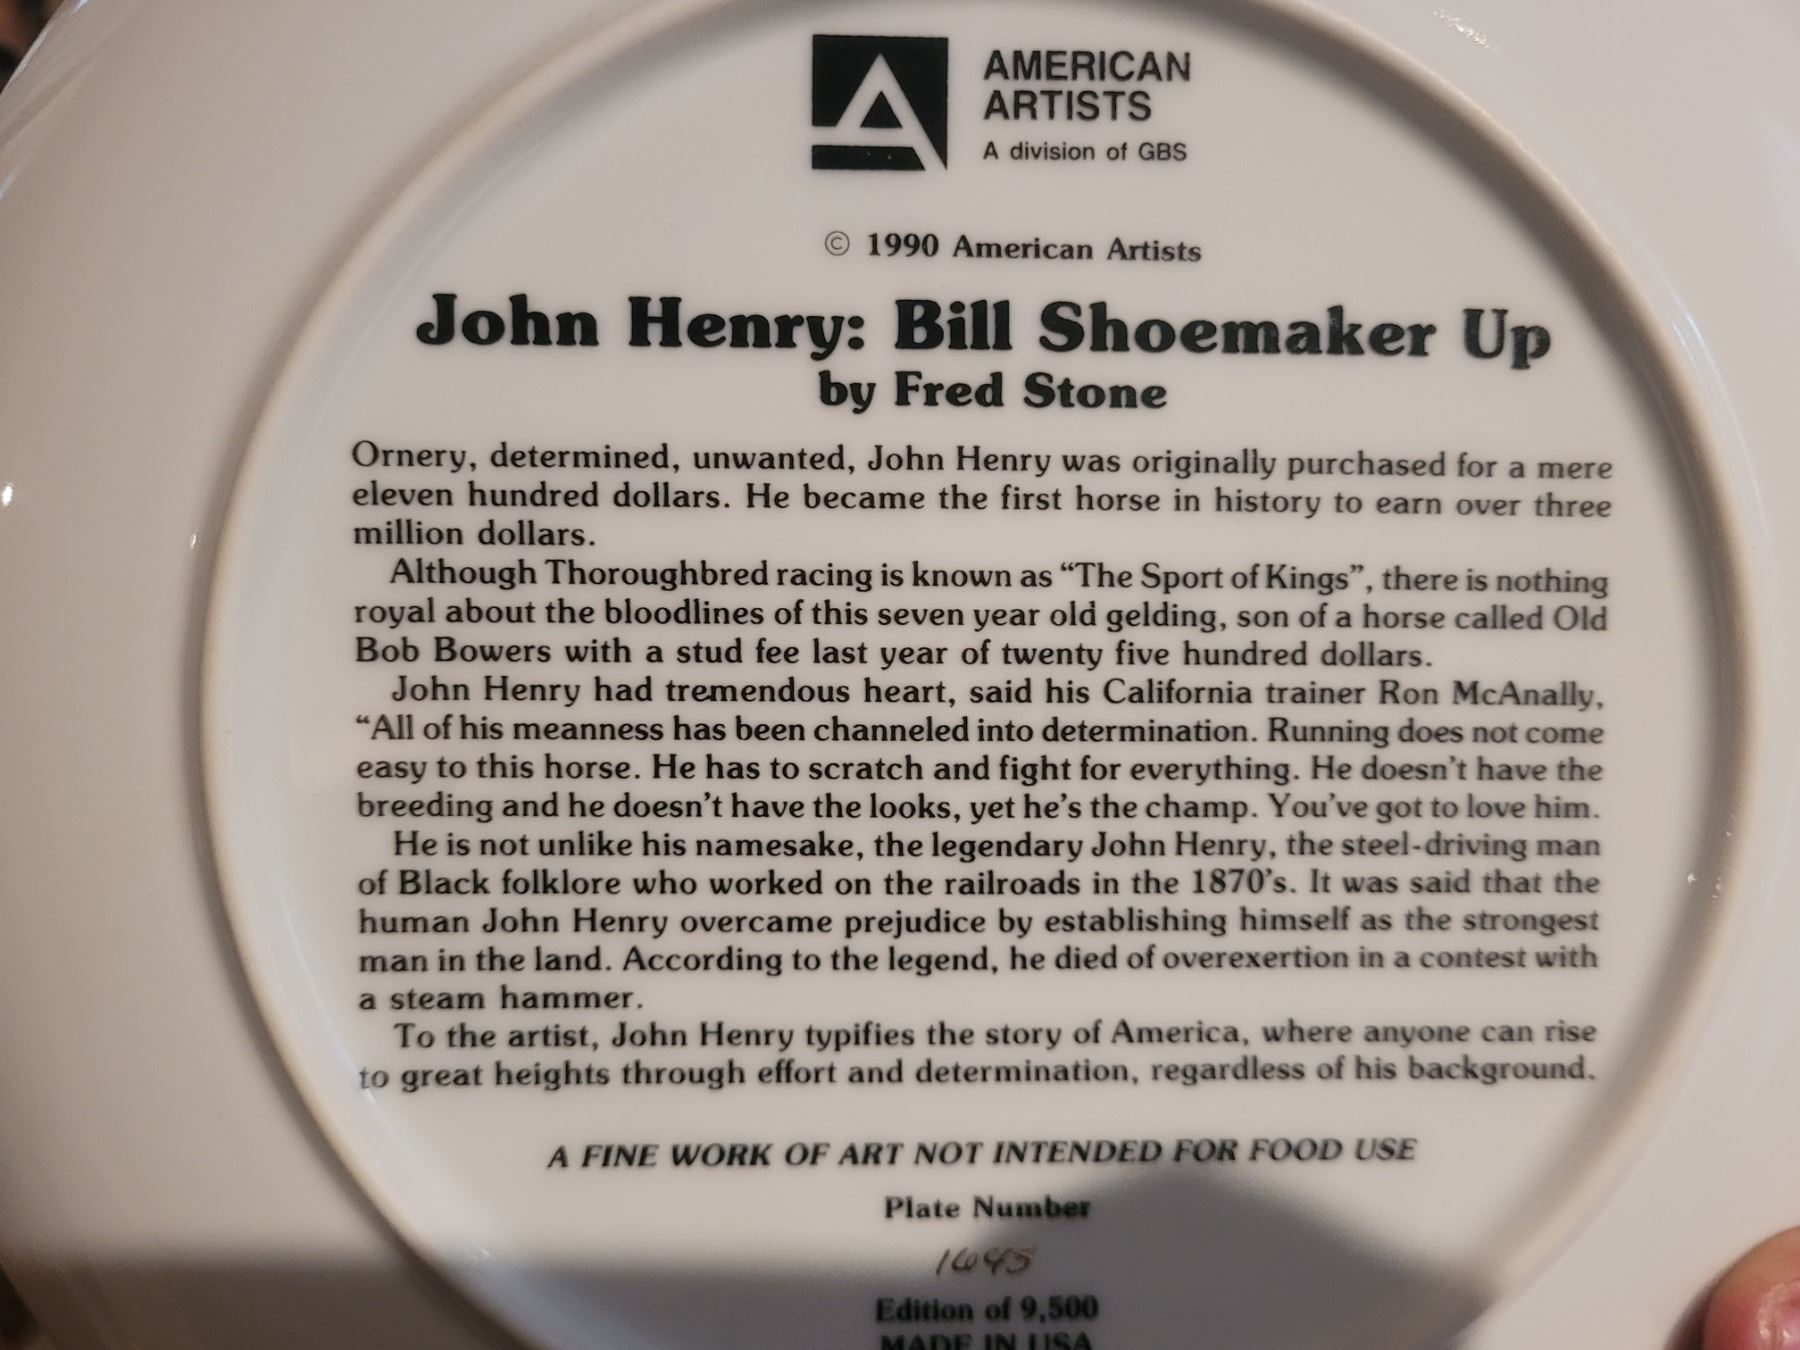 AMERICAN
ARTISTS
A division of GBS
© 1990 American Artists
John Henry: Bill Shoemaker Up
by Fred Stone
Ornery, determined, unwanted, John Henry was originally purchased for a mere
eleven hundred dollars. He became the first horse in history to earn over three
million dollars.
Although Thoroughbred racing is known as “The Sport of Kings”, there is nothing
royal about the bloodlines of this seven year old gelding, son of a horse called Old
Bob Bowers with a stud fee last year of twenty five hundred dollars.
John Henry had tremendous heart, said his California trainer Ron McAnally,
“All of his meanness has been channeled into determination. Running does not come
easy to this horse. He has to scratch and fight for everything. He doesn’t have the
breeding and he doesn’t have the looks, yet he’s the champ. You’ve got to love him.
He is not unlike his namesake, the legendary John Henry, the steel-driving man
of Black folklore who worked on the railroads in the 1870’s. It was said that the
human John Henry overcame prejudice by establishing himself as the strongest
man in the land. According to the legend, he died of overexertion in a contest with
a steam hammer.
To the artist, John Henry typifies the story of America, where anyone can rise
to great heights through effort and determination, regardless of his background.
A FINE WORK OF ART NOT INTENDED FOR FOOD USE
Plate Number
Edition of 9,500
MADE IN USA